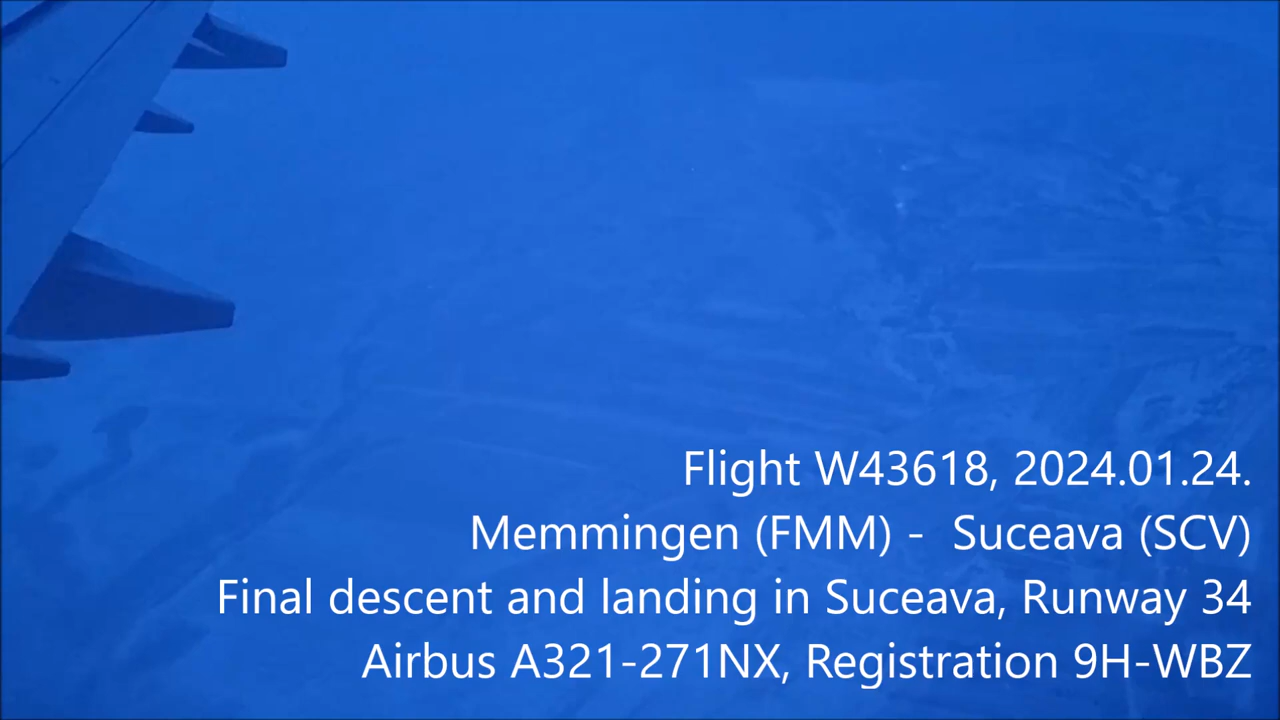 Flight W43618, 2024.01.24.
Memmingen (FMM) -  Suceava (SCV)
Final descent and landing in Suceava, Runway 34
Airbus A321-271NX, Registration 9H-WBZ